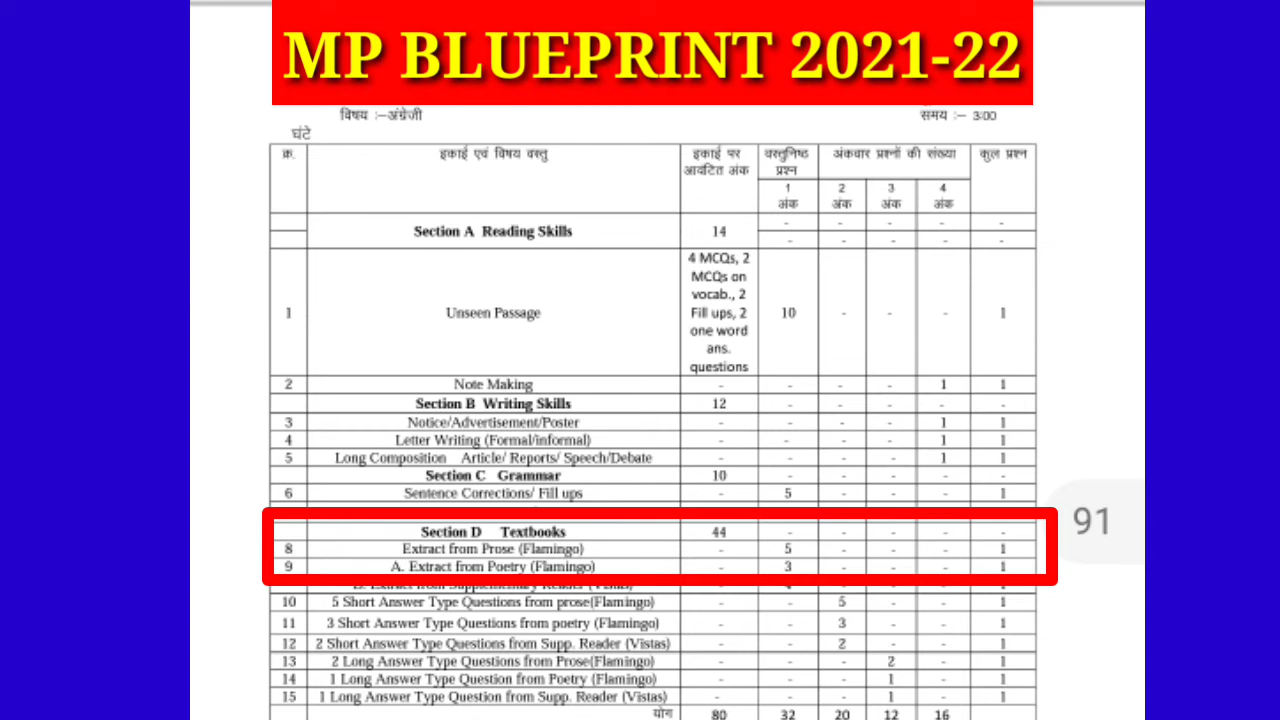 MP BLUEPRINT 2021-22
विषय :–अंग्रेजी समय :– 3:00
घंटे
क्र. इकाई एवं विषय वस्तु इकाई पर आवंटित अंक वस्तुनिष्ठ प्रश्न अंकवार प्रश्नों की संख्या कुल प्रश्न
1 अंक 2 अंक 3 अंक 4 अंक
Section A Reading Skills 14 - - - - -
- - - - -
1 Unseen Passage 4 MCQs, 2 MCQs on vocab., 2 Fill ups, 2 one word ans. questions 10 - - - 1
2 Note Making - - - - 1 1
Section B Writing Skills 12 - - - - -
3 Notice/Advertisement/Poster - - - - 1 1
4 Letter Writing (Formal/informal) - - - - 1 1
5 Long Composition Article/ Reports/ Speech/Debate - - - - 1 1
Section C Grammar 10 - - - - -
6 Sentence Corrections/ Fill ups - 5 - - - 1
Section D Textbooks 44 - - - - -
8 Extract from Prose (Flamingo) - 5 - - - 1
9 A. Extract from Poetry (Flamingo) - 3 - - - 1
91
10 5 Short Answer Type Questions from prose(Flamingo) - - 5 - - 1
11 3 Short Answer Type Questions from poetry (Flamingo) - - 3 - - 1
12 2 Short Answer Type Questions from Supp. Reader (Vistas) - - 2 - - 1
13 2 Long Answer Type Questions from Prose(Flamingo) - - - 2 - 1
14 1 Long Answer Type Question from Poetry (Flamingo) - - - 1 - 1
15 1 Long Answer Type Question from Supp. Reader (Vistas) - - - 1 - 1
योग 80 32 20 12 16